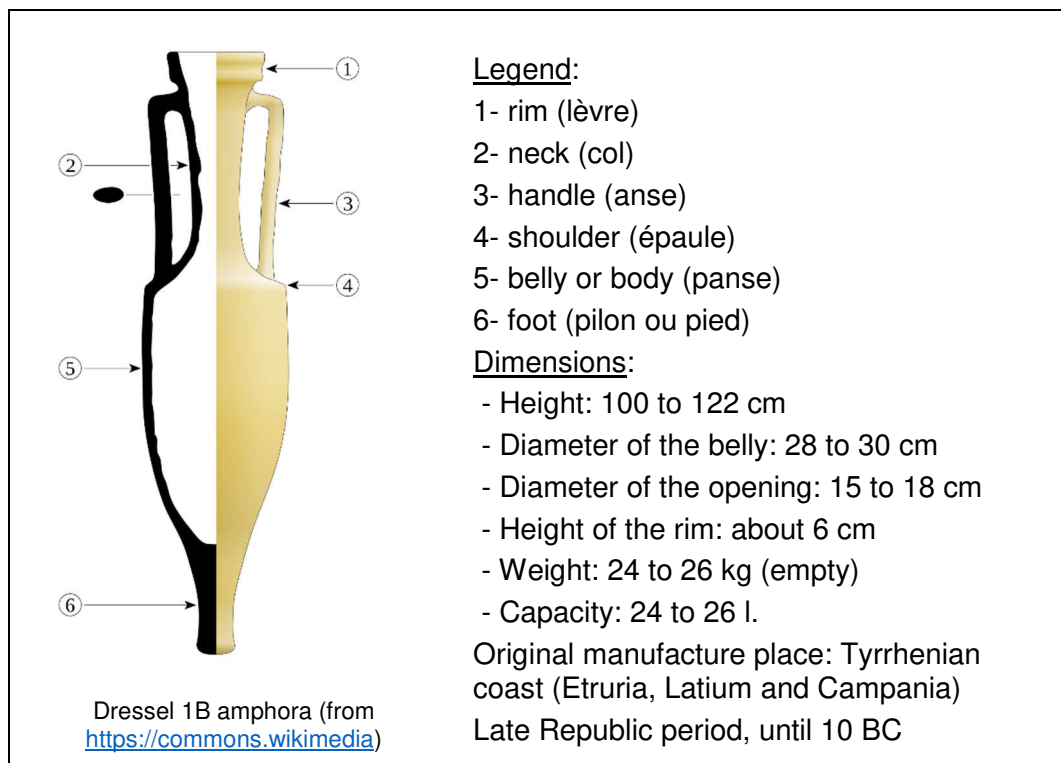 1
2
3
4
5
6
Dressel 1B amphora (from
https://commons.wikimedia)
Legend:
1- rim (lèvre)
2- neck (col)
3- handle (anse)
4- shoulder (épaule)
5- belly or body (panse)
6- foot (pilon ou pied)
Dimensions:
- Height: 100 to 122 cm
- Diameter of the belly: 28 to 30 cm
- Diameter of the opening: 15 to 18 cm
- Height of the rim: about 6 cm
- Weight: 24 to 26 kg (empty)
- Capacity: 24 to 26 l.
Original manufacture place: Tyrrhenian
coast (Etruria, Latium and Campania)
Late Republic period, until 10 BC